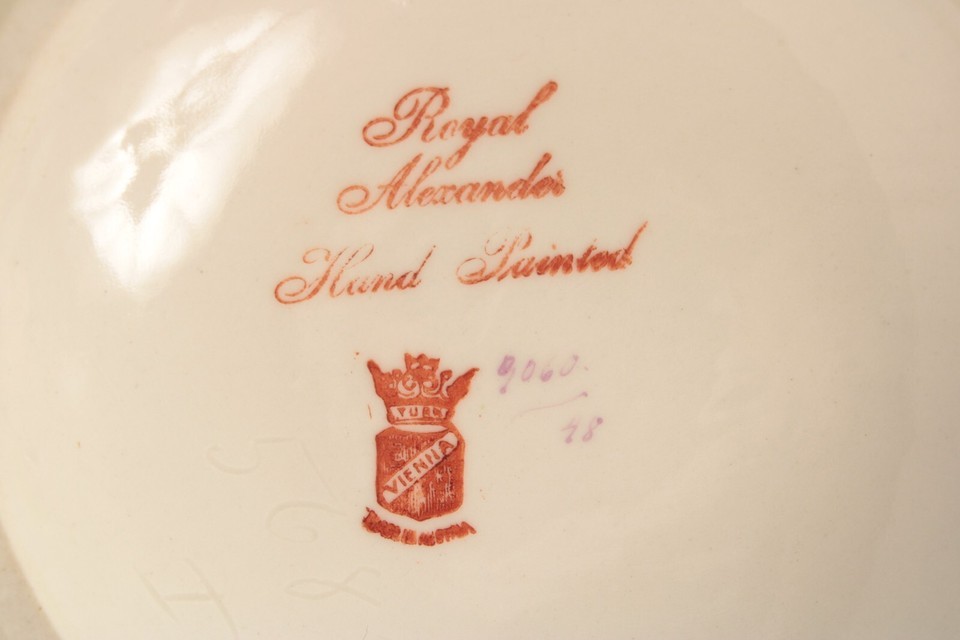 Royal
Alexander
Hand Painted
9060.
48
VIENNA